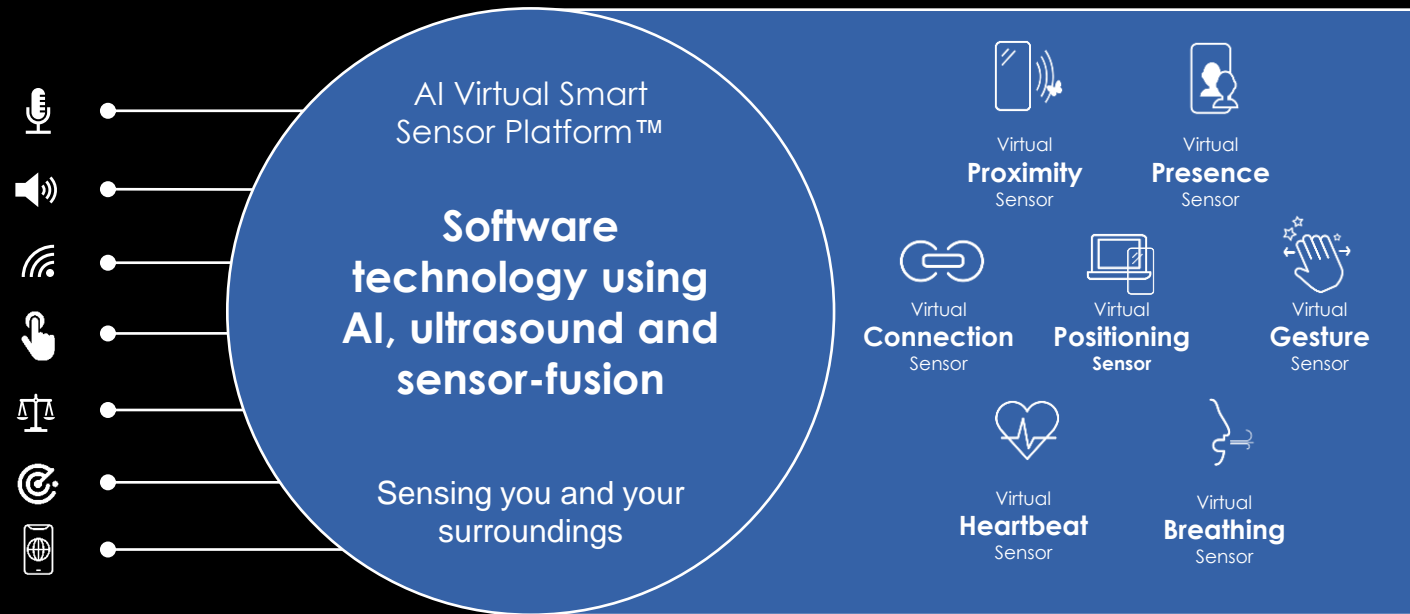 AI Virtual Smart
Sensor Platform™
Software
technology using
AI, ultrasound and
sensor-fusion
Sensing you and your
surroundings
Virtual
Proximity
Sensor
Virtual
Presence
Sensor
Virtual
Connection
Sensor
Virtual
Positioning
Sensor
Virtual
Gesture
Sensor
Virtual
Heartbeat
Sensor
Virtual
Breathing
Sensor